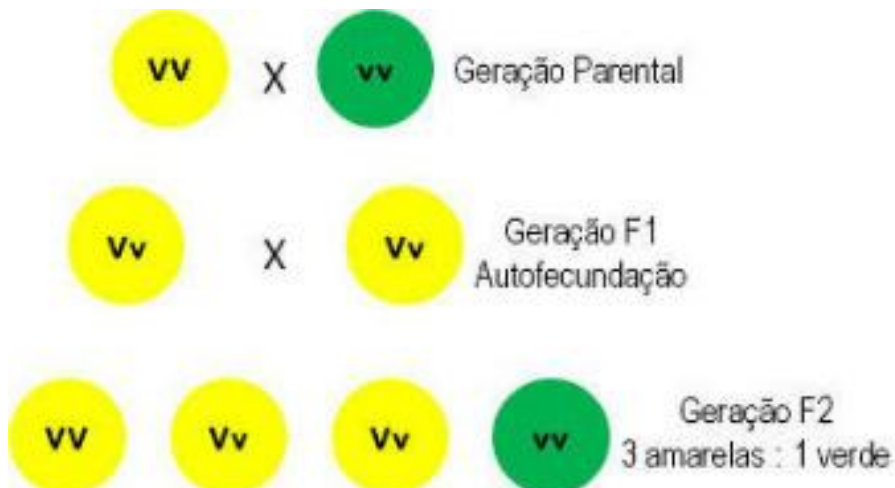 VV X vv Geração Parental
Vv X Vv Geração F1
Autofecundação
VV Vv Vv vv Geração F2
3 amarelas : 1 verde